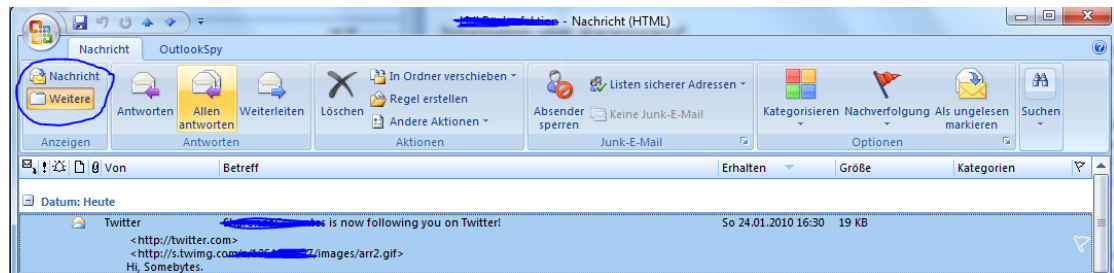 - Nachricht (HTML)
Nachricht OutlookSpy
Nachricht
Weitere
Anzeigen
Antworten
Allen antworten
Weiterleiten
Antworten
Löschen
In Ordner verschieben
Regel erstellen
Andere Aktionen
Aktionen
Absender sperren
Listen sicherer Adressen
Keine Junk-E-Mail
Junk-E-Mail
Kategorisieren
Nachverfolgung
Als ungelesen markieren
Optionen
Suchen
Von Betreff Erhalten Größe Kategorien
Datum: Heute
Twitter is now following you on Twitter! So 24.01.2010 16:30 19 KB
<http://twitter.com>
<http://s.twimg.com/ /images/arr2.gif>
Hi, Somebytes.